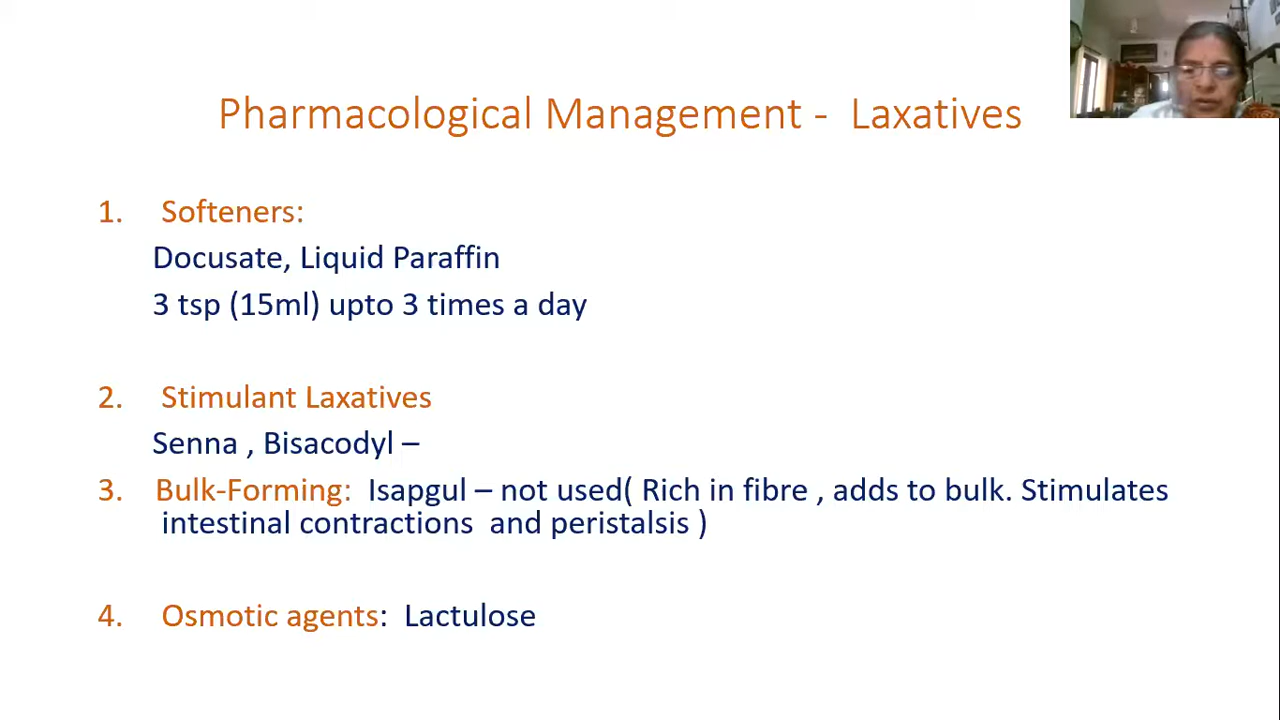 Pharmacological Management - Laxatives
1. Softeners:
Docusate, Liquid Paraffin
3 tsp (15ml) upto 3 times a day
2. Stimulant Laxatives
Senna , Bisacodyl –
3. Bulk-Forming: Isapgul – not used( Rich in fibre , adds to bulk. Stimulates
intestinal contractions and peristalsis )
4. Osmotic agents: Lactulose